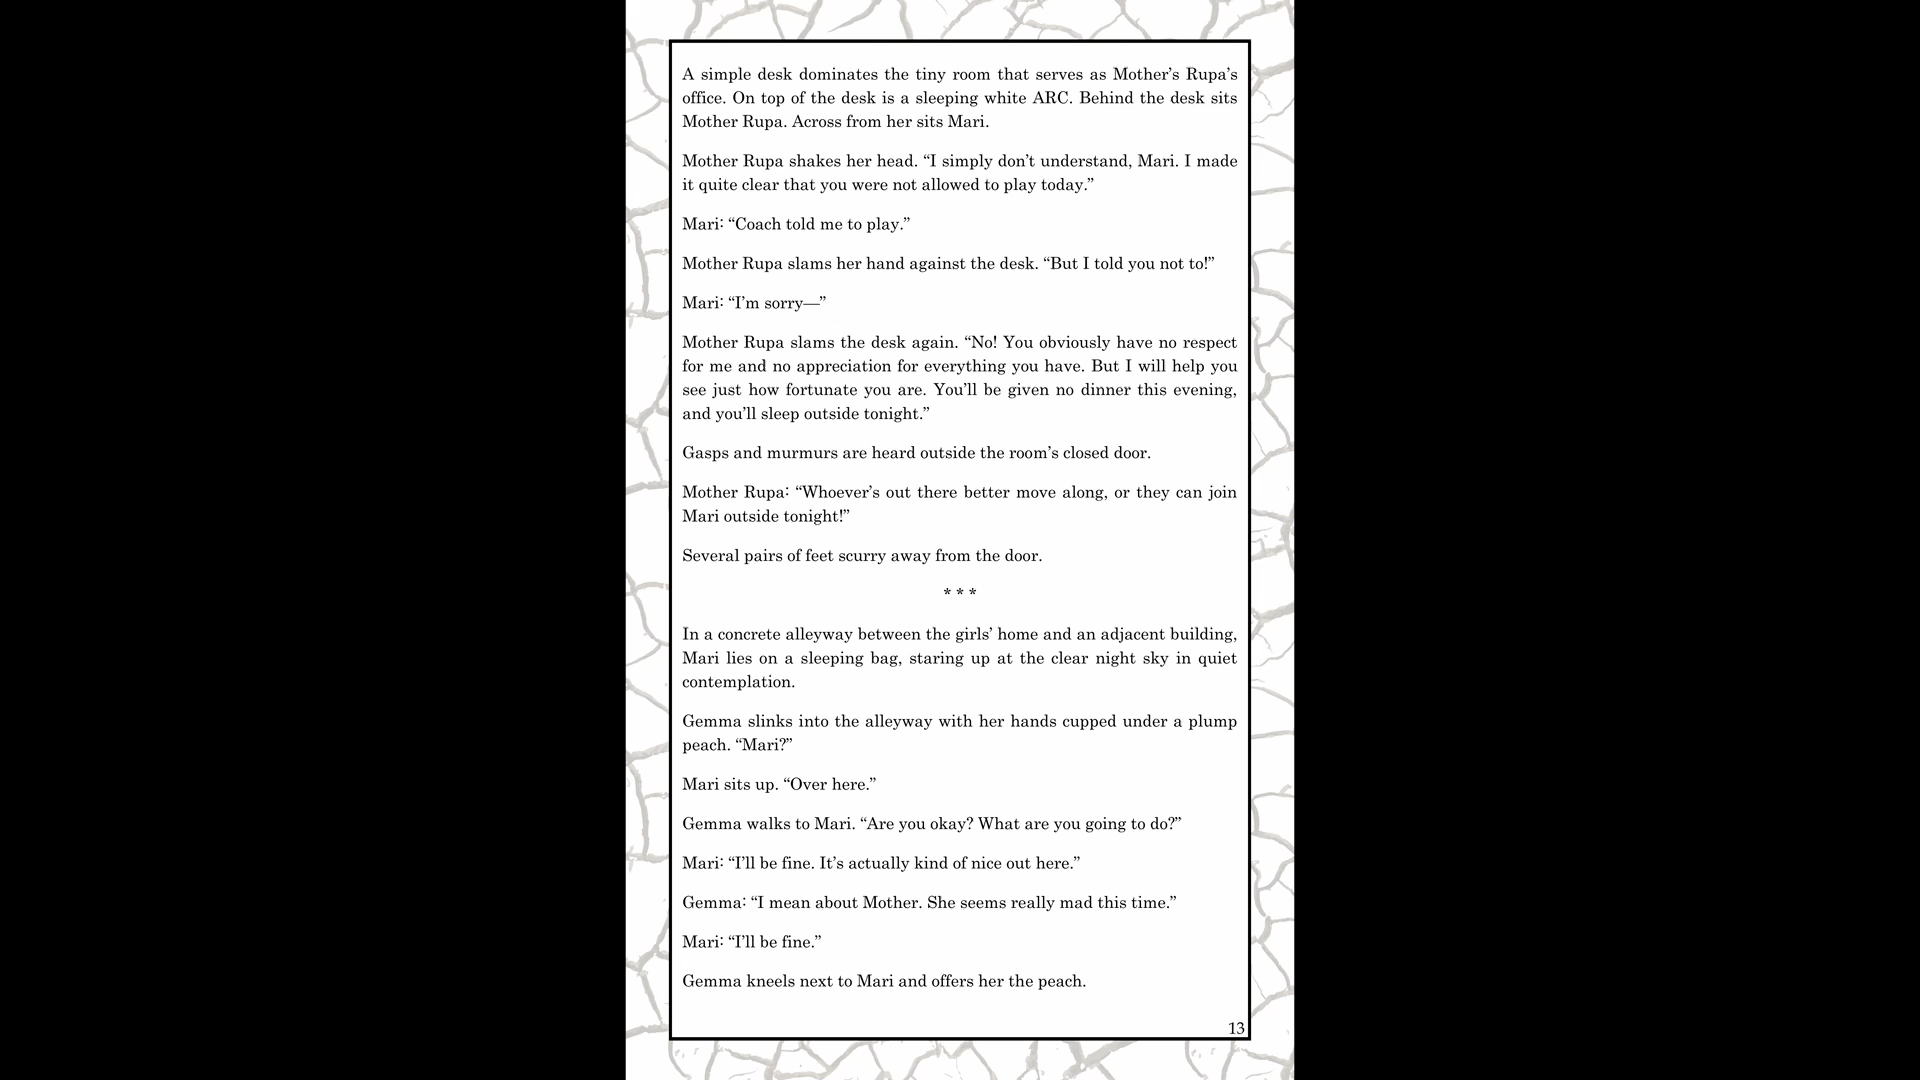 A simple desk dominates the tiny room that serves as Mother’s Rupa’s
office. On top of the desk is a sleeping white ARC. Behind the desk sits
Mother Rupa. Across from her sits Mari.
Mother Rupa shakes her head. “I simply don’t understand, Mari. I made
it quite clear that you were not allowed to play today.”
Mari: “Coach told me to play.”
Mother Rupa slams her hand against the desk. “But I told you not to!”
Mari: “I’m sorry—”
Mother Rupa slams the desk again. “No! You obviously have no respect
for me and no appreciation for everything you have. But I will help you
see just how fortunate you are. You’ll be given no dinner this evening,
and you’ll sleep outside tonight.”
Gasps and murmurs are heard outside the room’s closed door.
Mother Rupa: “Whoever’s out there better move along, or they can join
Mari outside tonight!”
Several pairs of feet scurry away from the door.
* * *
In a concrete alleyway between the girls’ home and an adjacent building,
Mari lies on a sleeping bag, staring up at the clear night sky in quiet
contemplation.
Gemma slinks into the alleyway with her hands cupped under a plump
peach. “Mari?”
Mari sits up. “Over here.”
Gemma walks to Mari. “Are you okay? What are you going to do?”
Mari: “I’ll be fine. It’s actually kind of nice out here.”
Gemma: “I mean about Mother. She seems really mad this time.”
Mari: “I’ll be fine.”
Gemma kneels next to Mari and offers her the peach.
13